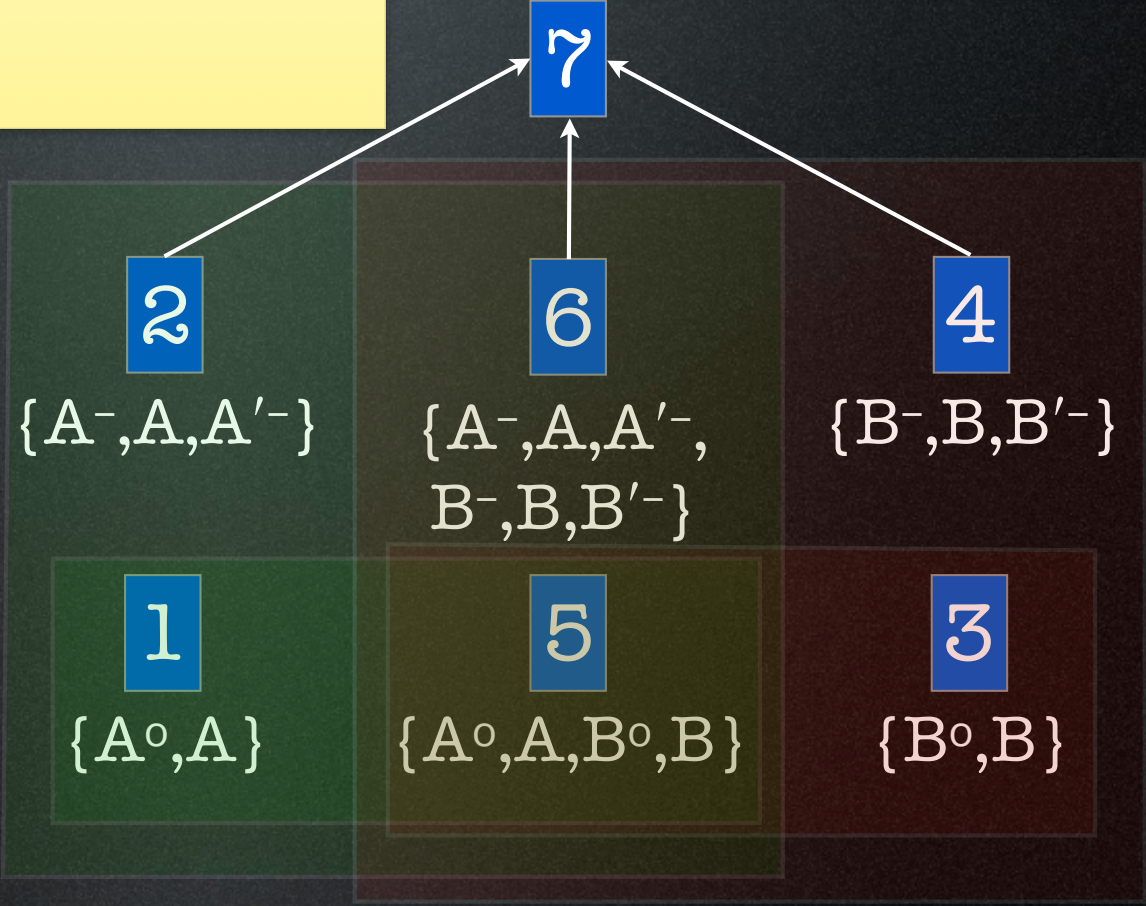 7
2
6
4
{A⁻,A,A′⁻}
{A⁻,A,A′⁻,
B⁻,B,B′⁻}
{B⁻,B,B′⁻}
1
5
3
{Aᵒ,A}
{Aᵒ,A,Bᵒ,B}
{Bᵒ,B}